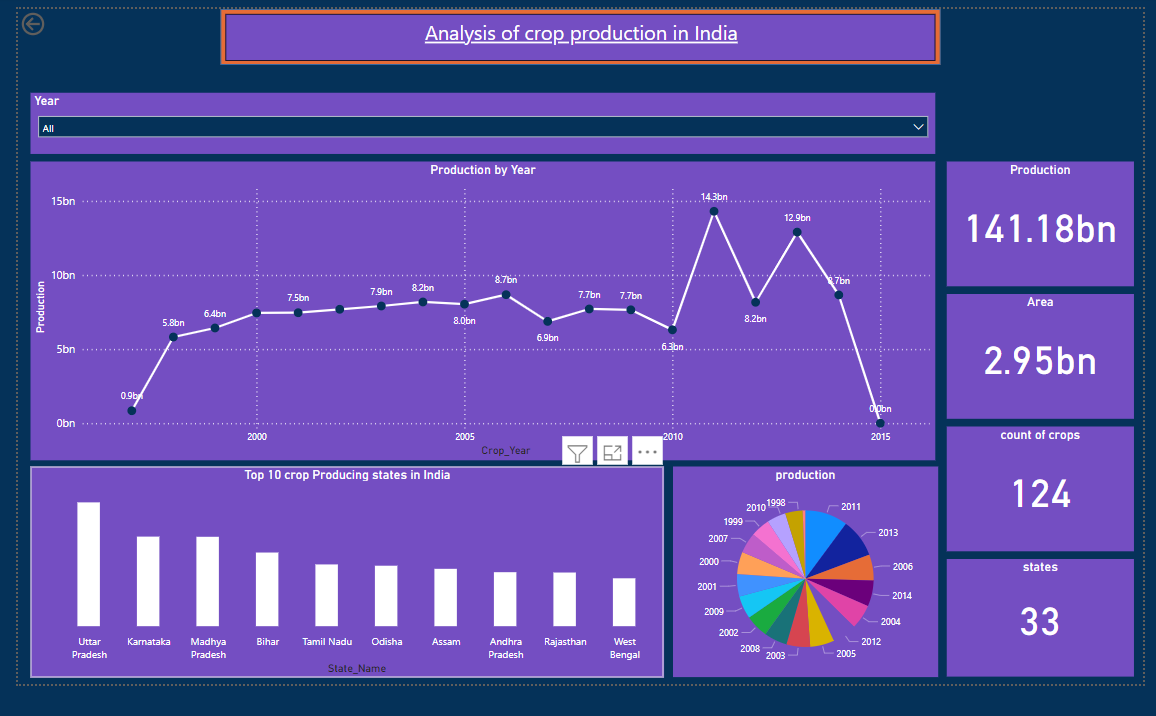 Analysis of crop production in India
Year
All
Production by Year
15bn
10bn
5bn
0bn
Production
0.9bn
5.8bn
6.4bn
7.5bn
7.9bn
8.2bn
8.0bn
8.7bn
6.9bn
7.7bn
7.7bn
6.3bn
14.3bn
8.2bn
12.9bn
8.7bn
0.0bn
2000
2005
2010
2015
Crop_Year
Production
141.18bn
Area
2.95bn
count of crops
124
states
33
Top 10 crop Producing states in India
Uttar Pradesh
Karnataka
Madhya Pradesh
Bihar
Tamil Nadu
Odisha
Assam
Andhra Pradesh
Rajasthan
West Bengal
State_Name
production
2011
2013
2006
2014
2004
2012
2005
2003
2008
2002
2009
2001
2000
2007
1999
2010
1998